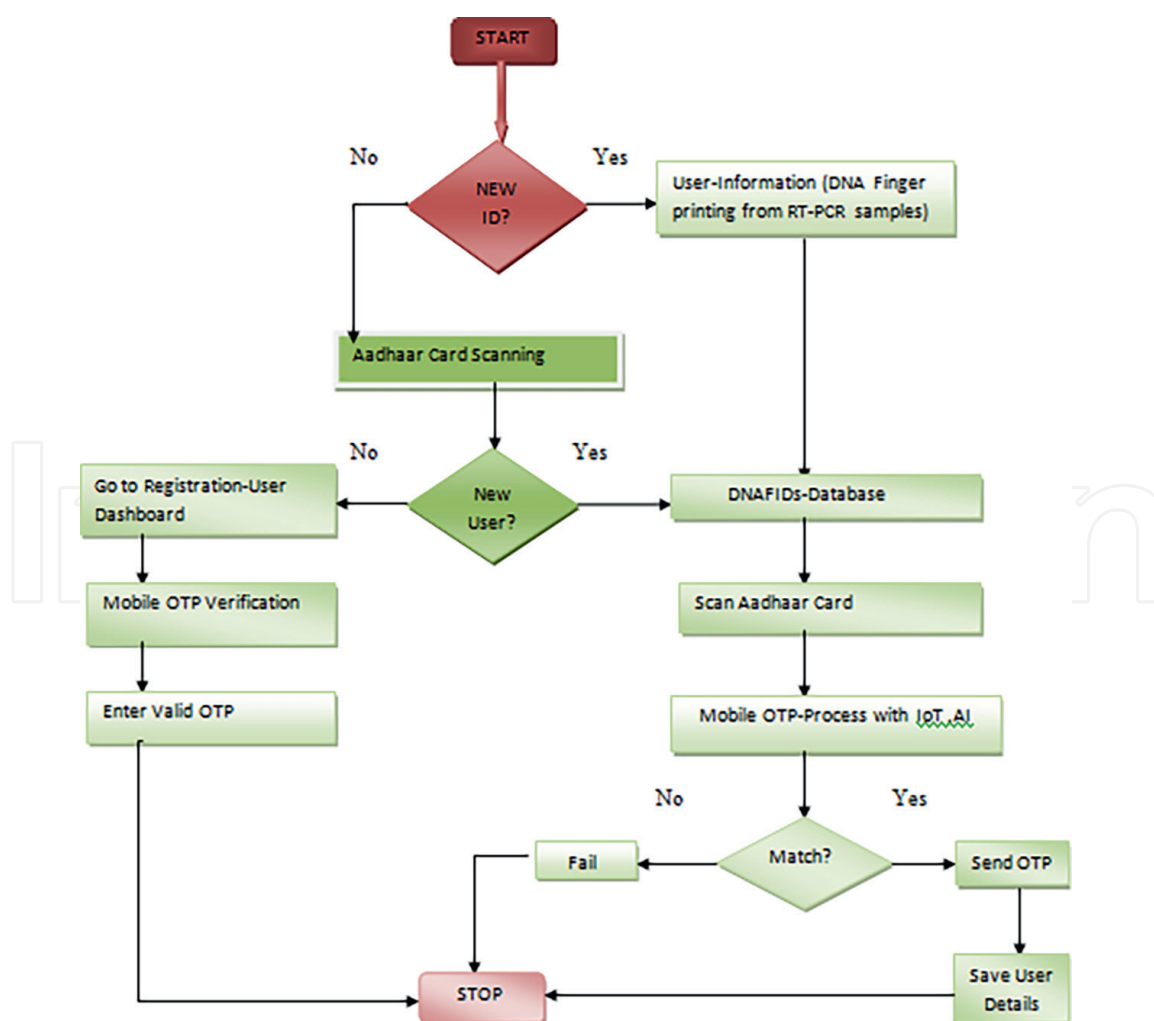 START
No
Yes
NEW
ID?
User-Information (DNA Finger
printing from RT-PCR samples)
Aadhaar Card Scanning
No
Yes
Go to Registration-User
Dashboard
New
User?
DNAFIDs-Database
Mobile OTP Verification
Scan Aadhaar Card
Enter Valid OTP
Mobile OTP-Process with IoT,AI
No
Yes
Fail
Match?
Send OTP
STOP
Save User
Details